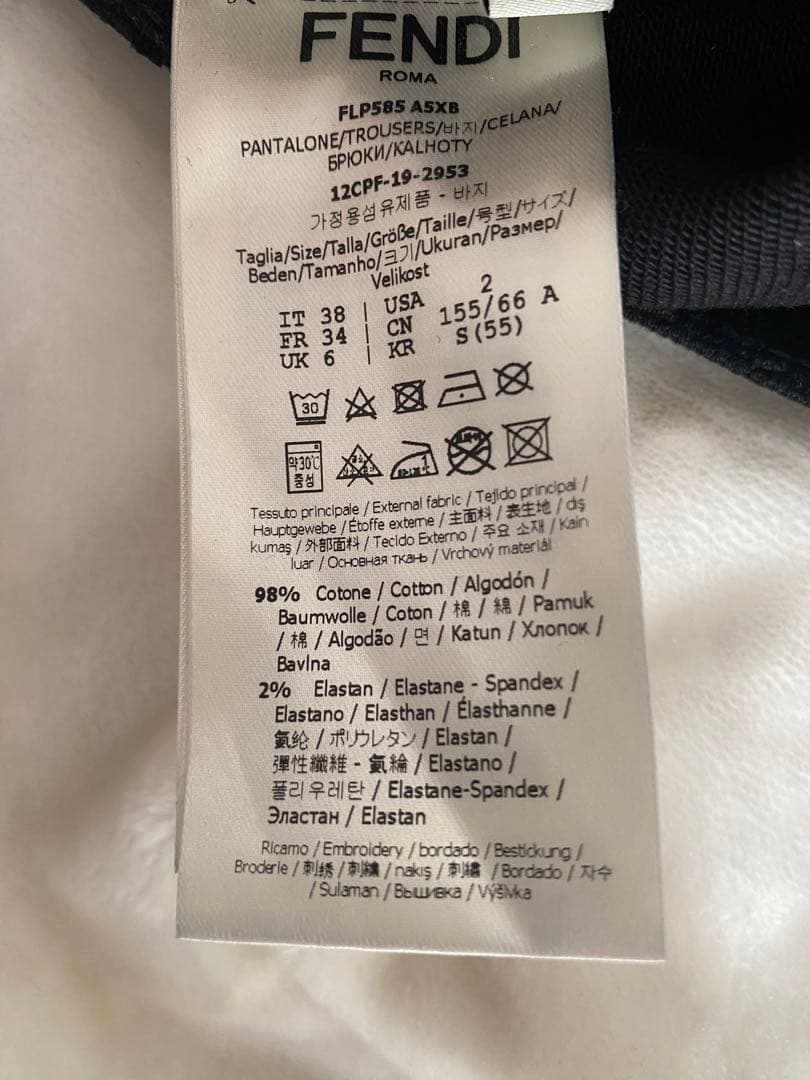 FENDI
ROMA
FLP585 A5XB
PANTALONE/TROUSERS/바지/CELANA/
БРЮКИ/KALHOTY
12CPF-19-2953
가정용섬유제품 - 바지
Taglia/Size/Talla/Größe/Taille/号型/サイズ/
Beden/Tamanho/크기/Ukuran/Размер/
Velikost
IT 38 | USA 2
FR 34 | CN 155/66 A
UK 6 | KR S(55)
30
약30℃
중성
1
80-120℃
Tessuto principale / External fabric / Tejido principal /
Hauptgewebe / Étoffe externe / 主面料 / 表生地 / dış
kumaş / 外部面料 / Tecido Externo / 주요 소재 / Kain
luar / Основная ткань / Vrchový materiál
98% Cotone / Cotton / Algodón /
Baumwolle / Coton / 棉 / 綿 / Pamuk
/ 棉 / Algodão / 면 / Katun / Хлопок /
Bavlna
2% Elastan / Elastane - Spandex /
Elastano / Elasthan / Élasthanne /
氨纶 / ポリウレタン / Elastan /
彈性纖維 - 氨綸 / Elastano /
폴리우레탄 / Elastane-Spandex /
Эластан / Elastan
Ricamo / Embroidery / bordado / Bestickung /
Broderie / 刺绣 / 刺繍 / nakış / 刺繡 / Bordado / 자수
/ Sulaman / Вышивка / Výšivka